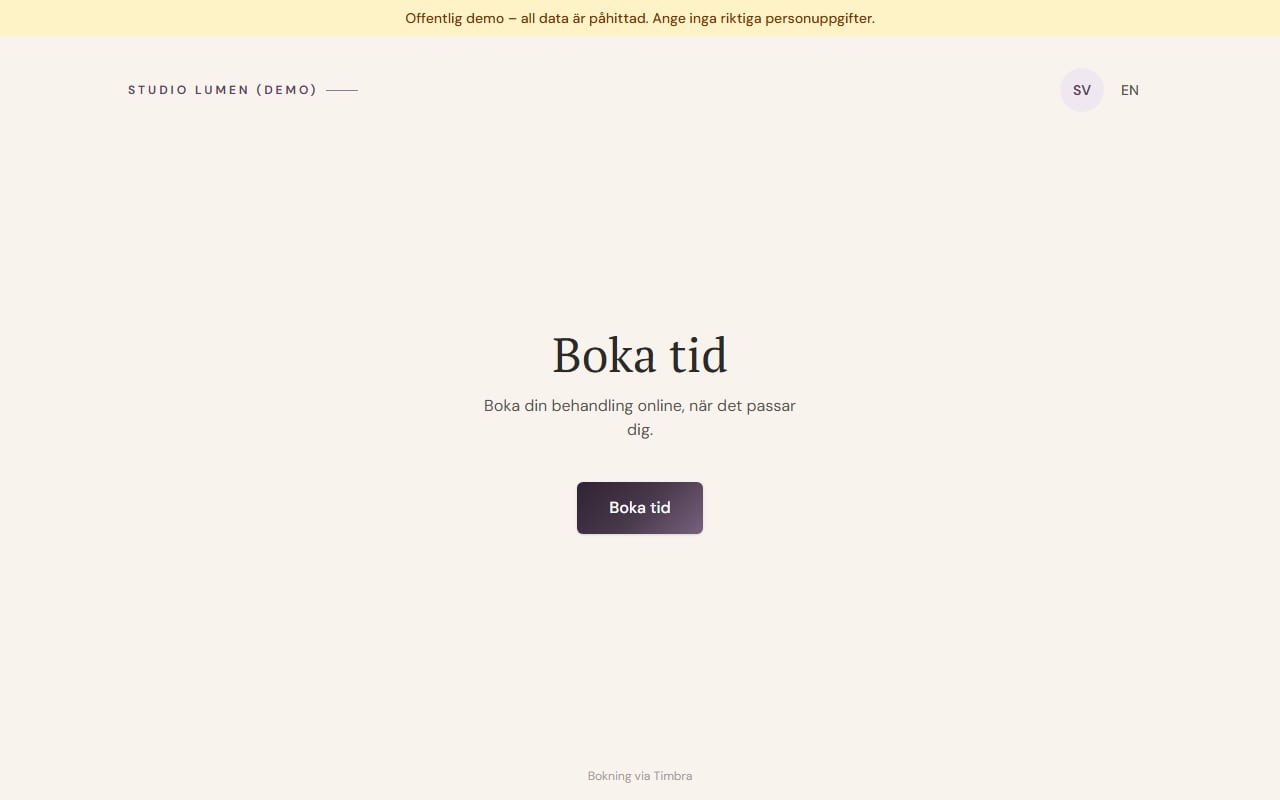 Offentlig demo – all data är påhittad. Ange inga riktiga personuppgifter.
STUDIO LUMEN (DEMO)
SV
EN
Boka tid
Boka din behandling online, när det passar
dig.
Boka tid
Bokning via Timbra